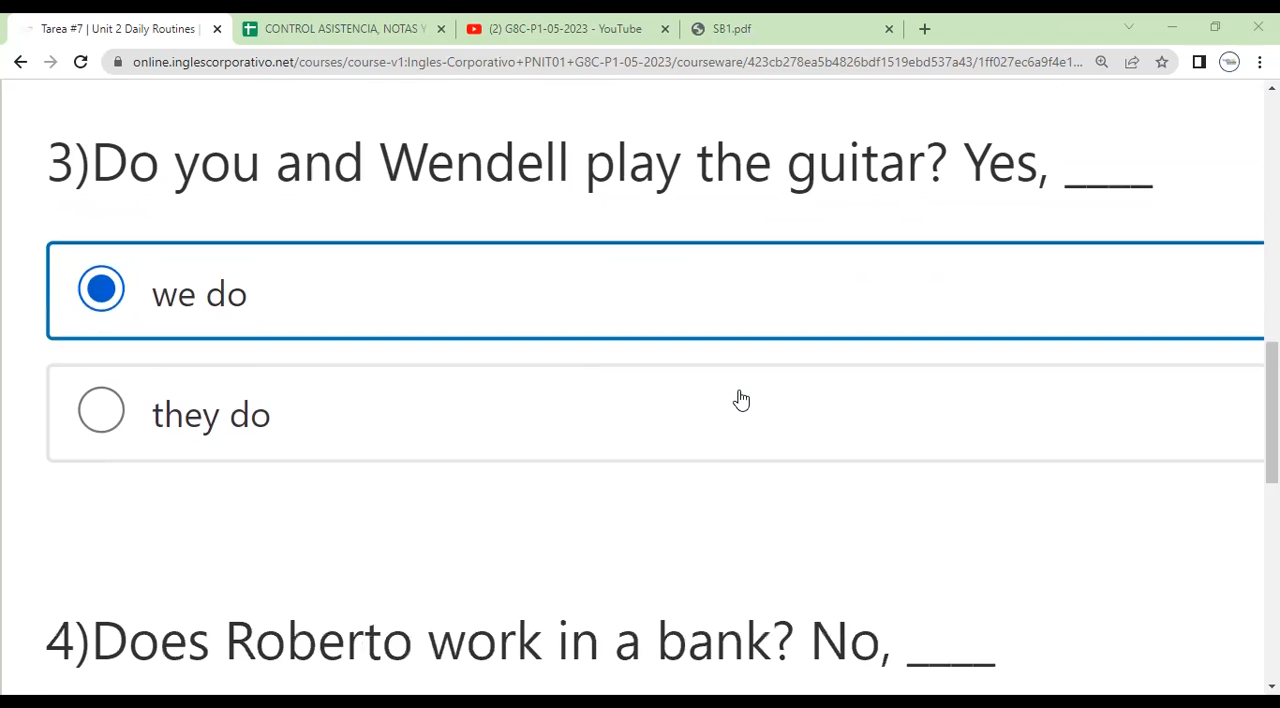 Tarea #7 | Unit 2 Daily Routines |
CONTROL ASISTENCIA, NOTAS Y
(2) G8C-P1-05-2023 - YouTube
SB1.pdf
online.inglescorporativo.net/courses/course-v1:Ingles-Corporativo+PNIT01+G8C-P1-05-2023/courseware/423cb278ea5b4826bdf1519ebd537a43/1ff027ec6a9f4e1...
3)Do you and Wendell play the guitar? Yes, ____
we do
they do
4)Does Roberto work in a bank? No, ____